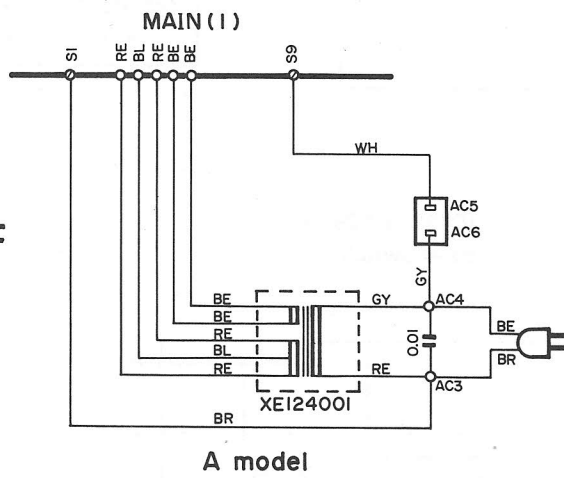 MAIN(1)
S1 RE BL RE BE BE S9
WH
AC5
AC6
GY
BE GY AC4
BE BE
RE 0.01
BL BR
RE RE AC3
XE124001
BR
A model